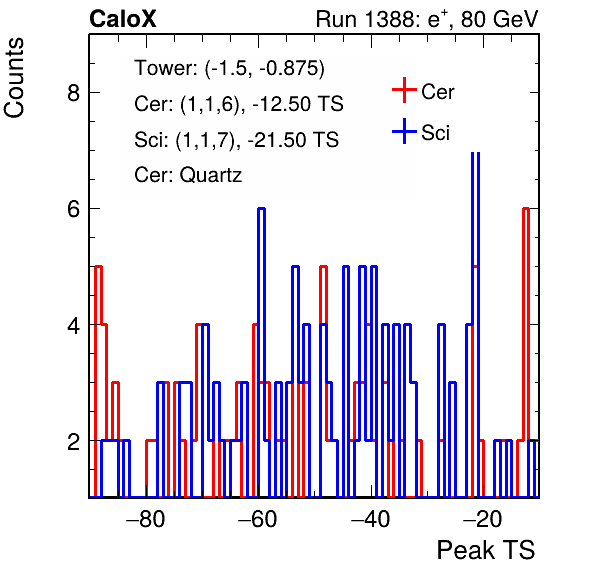 CaloX Run 1388: e⁺, 80 GeV
Counts
Tower: (-1.5, -0.875)
Cer: (1,1,6), -12.50 TS
Sci: (1,1,7), -21.50 TS
Cer: Quartz
Cer
Sci
8
6
4
2
−80 −60 −40 −20
Peak TS